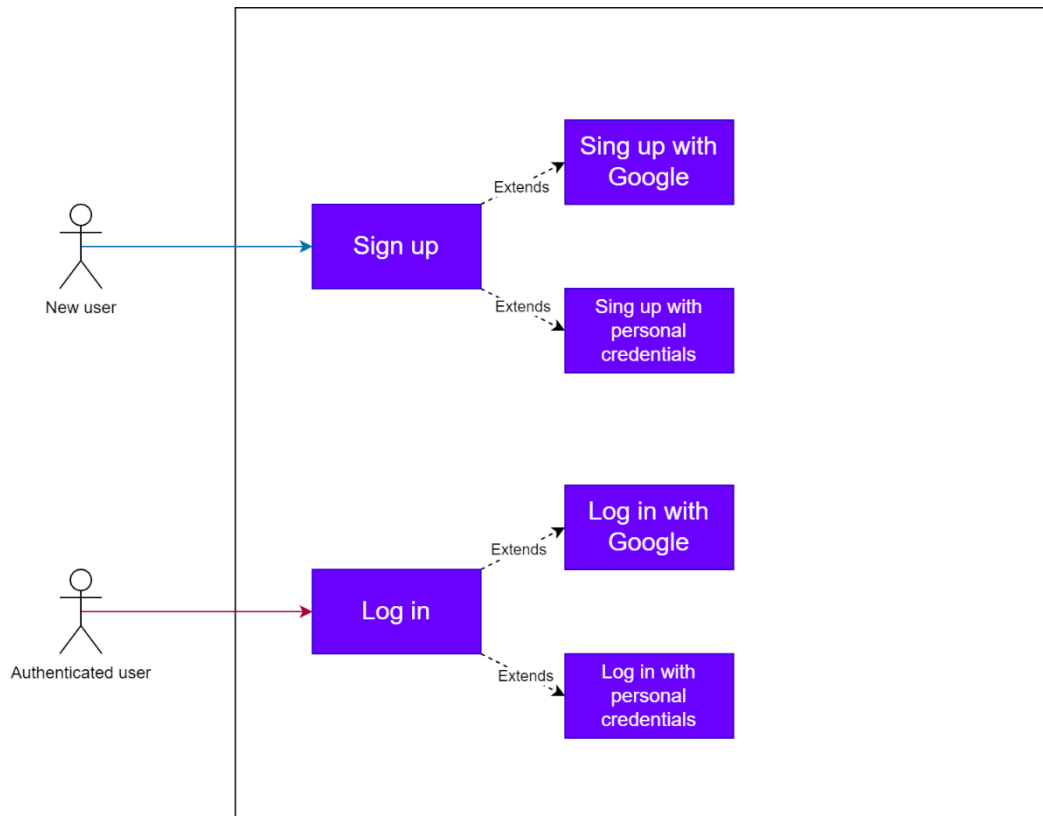 Sing up with
Google
Extends
Sign up
New user
Extends
Sing up with
personal
credentials
Log in with
Google
Extends
Log in
Authenticated user
Extends
Log in with
personal
credentials